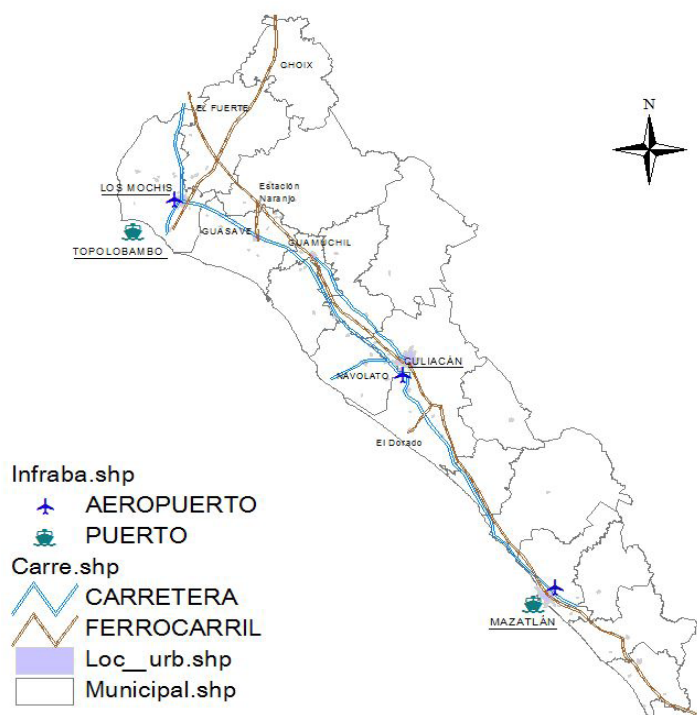 CHOIX
N
EL FUERTE
LOS MOCHIS
Estación
Naranjo
GUASAVE
GUAMUCHIL
TOPOLOBAMBO
CULIACÁN
NAVOLATO
El Dorado
Infraba.shp
AEROPUERTO
PUERTO
Carre.shp
CARRETERA
FERROCARRIL
Loc__urb.shp
Municipal.shp
MAZATLÁN